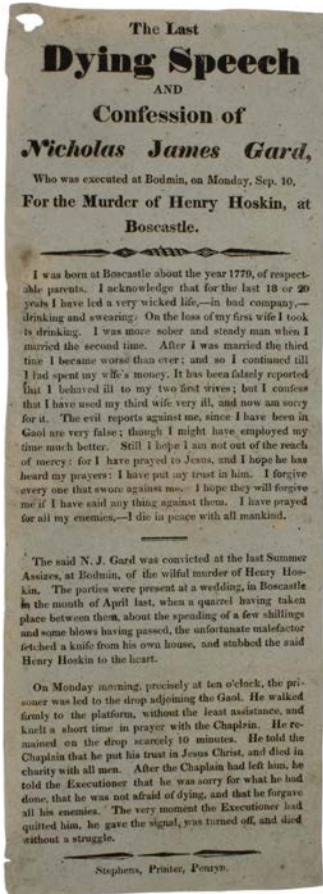 The Last
Dying Speech
AND
Confession of
Nicholas James Gard,
Who was executed at Bodmin, on Monday, Sep. 10,
For the Murder of Henry Hoskin, at
Boscastle.
I was born at Boscastle about the year 1779, of respect-
able parents. I acknowledge that for the last 18 or 20
years I have led a very wicked life,—in bad company,—
drinking and swearing. On the loss of my first wife I took
to drinking. I was more sober and steady man when I
married the second time. After I was married the third
time I became worse than ever; and so I continued till
I had spent my wife's money. It has been falsely reported
that I behaved ill to my two first wives; but I confess
that I have used my third wife very ill, and now am sorry
for it. The evil reports against me, since I have been in
Gaol are very false; though I might have employed my
time much better. Still I hope I am not out of the reach
of mercy: for I have prayed to Jesus, and I hope he has
heard my prayers: I have put my trust in him. I forgive
every one that swore against me. I hope they will forgive
me if I have said any thing against them. I have prayed
for all my enemies,—I die in peace with all mankind.
The said N. J. Gard was convicted at the last Summer
Assizes, at Bodmin, of the wilful murder of Henry Hos-
kin. The parties were present at a wedding, in Boscastle
in the month of April last, when a quarrel having taken
place between them, about the spending of a few shillings
and some blows having passed, the unfortunate malefactor
fetched a knife from his own house, and stabbed the said
Henry Hoskin to the heart.
On Monday morning, precisely at ten o'clock, the pri-
soner was led to the drop adjoining the Gaol. He walked
firmly to the platform, without the least assistance, and
knelt a short time in prayer with the Chaplain. He re-
mained on the drop scarcely 10 minutes. He told the
Chaplain that he put his trust in Jesus Christ, and died in
charity with all men. After the Chaplain had left him, he
told the Executioner that he was sorry for what he had
done, that he was not afraid of dying, and that he forgave
all his enemies. The very moment the Executioner had
quitted him, he gave the signal, was turned off, and died
without a struggle.
Stephens, Printer, Penryn.